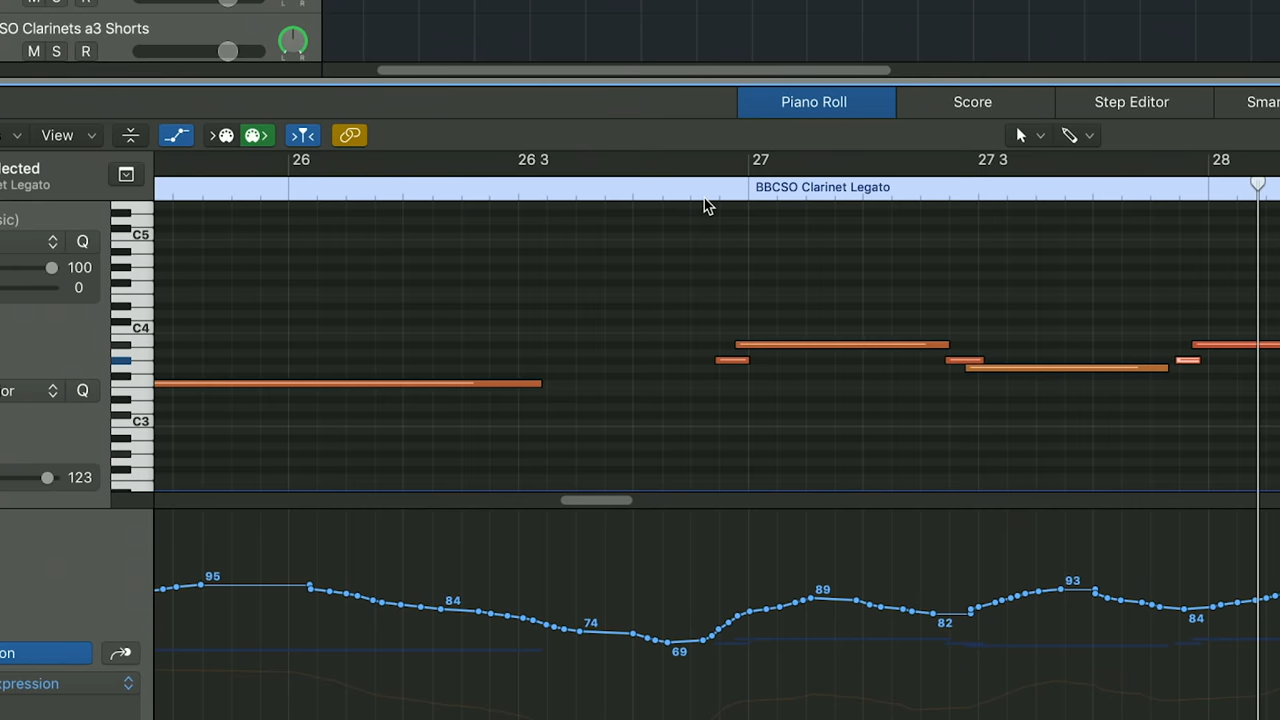 SO Clarinets a3 Shorts
M S R
L R
Piano Roll Score Step Editor Smar
View
26 26 3 27 27 3 28
lected
et Legato
BBCSO Clarinet Legato
sic)
C5
Q
100
0
C4
or Q
C3
123
95 84 74 69 89 82 93 84
on
xpression